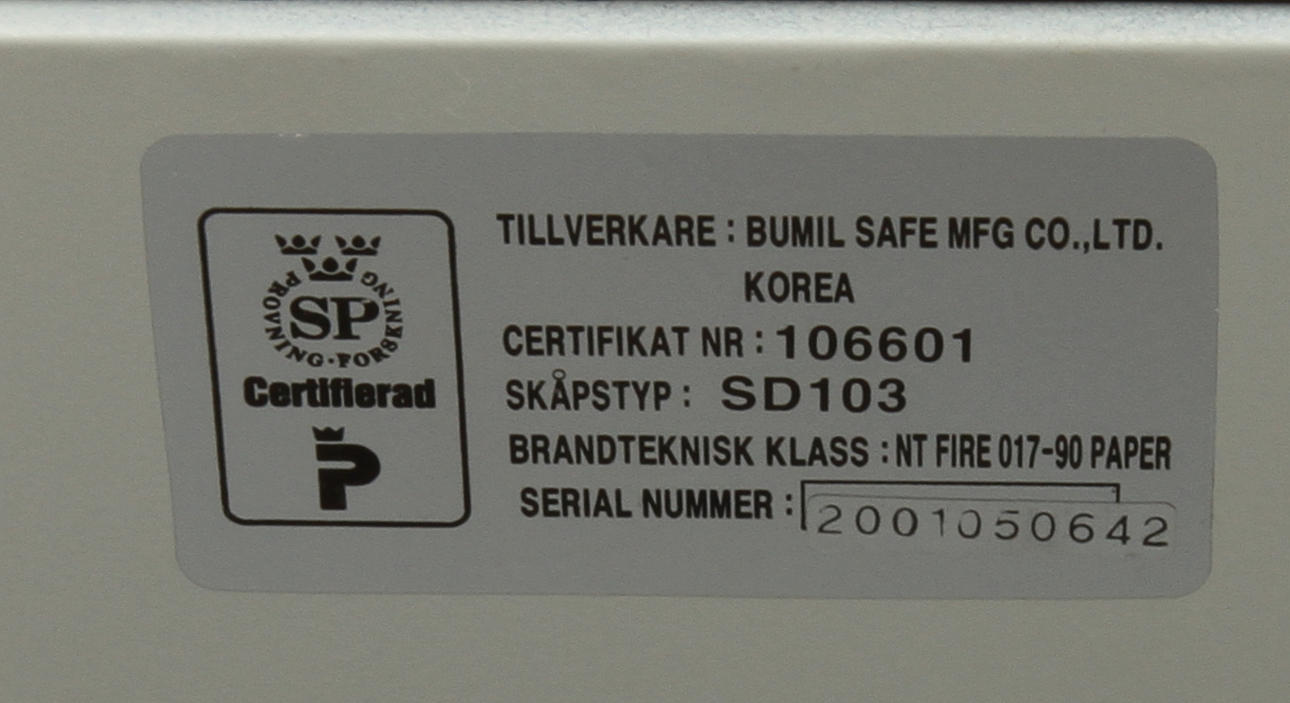 PROVNING·FORSKNING
SP
Certifierad
P
TILLVERKARE : BUMIL SAFE MFG CO.,LTD.
KOREA
CERTIFIKAT NR : 106601
SKÅPSTYP : SD103
BRANDTEKNISK KLASS : NT FIRE 017-90 PAPER
SERIAL NUMMER : 2001050642